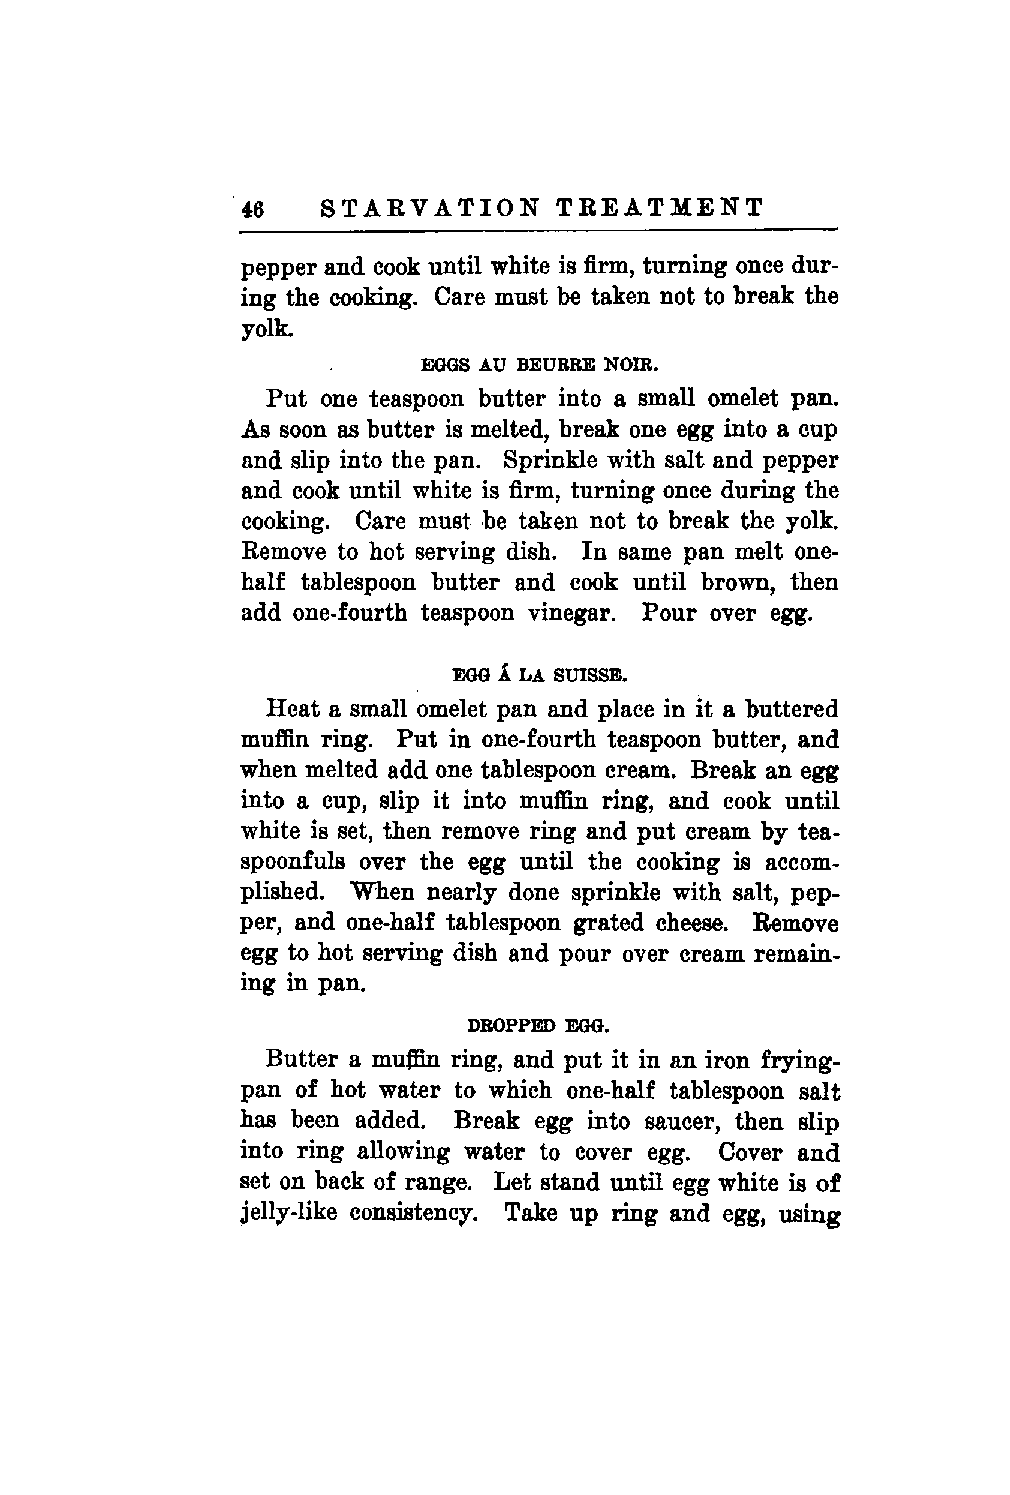 46 STARVATION TREATMENT
pepper and cook until white is firm, turning once dur-
ing the cooking. Care must be taken not to break the
yolk.
EGGS AU BEURRE NOIR.
Put one teaspoon butter into a small omelet pan.
As soon as butter is melted, break one egg into a cup
and slip into the pan. Sprinkle with salt and pepper
and cook until white is firm, turning once during the
cooking. Care must be taken not to break the yolk.
Remove to hot serving dish. In same pan melt one-
half tablespoon butter and cook until brown, then
add one-fourth teaspoon vinegar. Pour over egg.
EGG Á LA SUISSE.
Heat a small omelet pan and place in it a buttered
muffin ring. Put in one-fourth teaspoon butter, and
when melted add one tablespoon cream. Break an egg
into a cup, slip it into muffin ring, and cook until
white is set, then remove ring and put cream by tea-
spoonfuls over the egg until the cooking is accom-
plished. When nearly done sprinkle with salt, pep-
per, and one-half tablespoon grated cheese. Remove
egg to hot serving dish and pour over cream remain-
ing in pan.
DROPPED EGG.
Butter a muffin ring, and put it in an iron frying-
pan of hot water to which one-half tablespoon salt
has been added. Break egg into saucer, then slip
into ring allowing water to cover egg. Cover and
set on back of range. Let stand until egg white is of
jelly-like consistency. Take up ring and egg, using